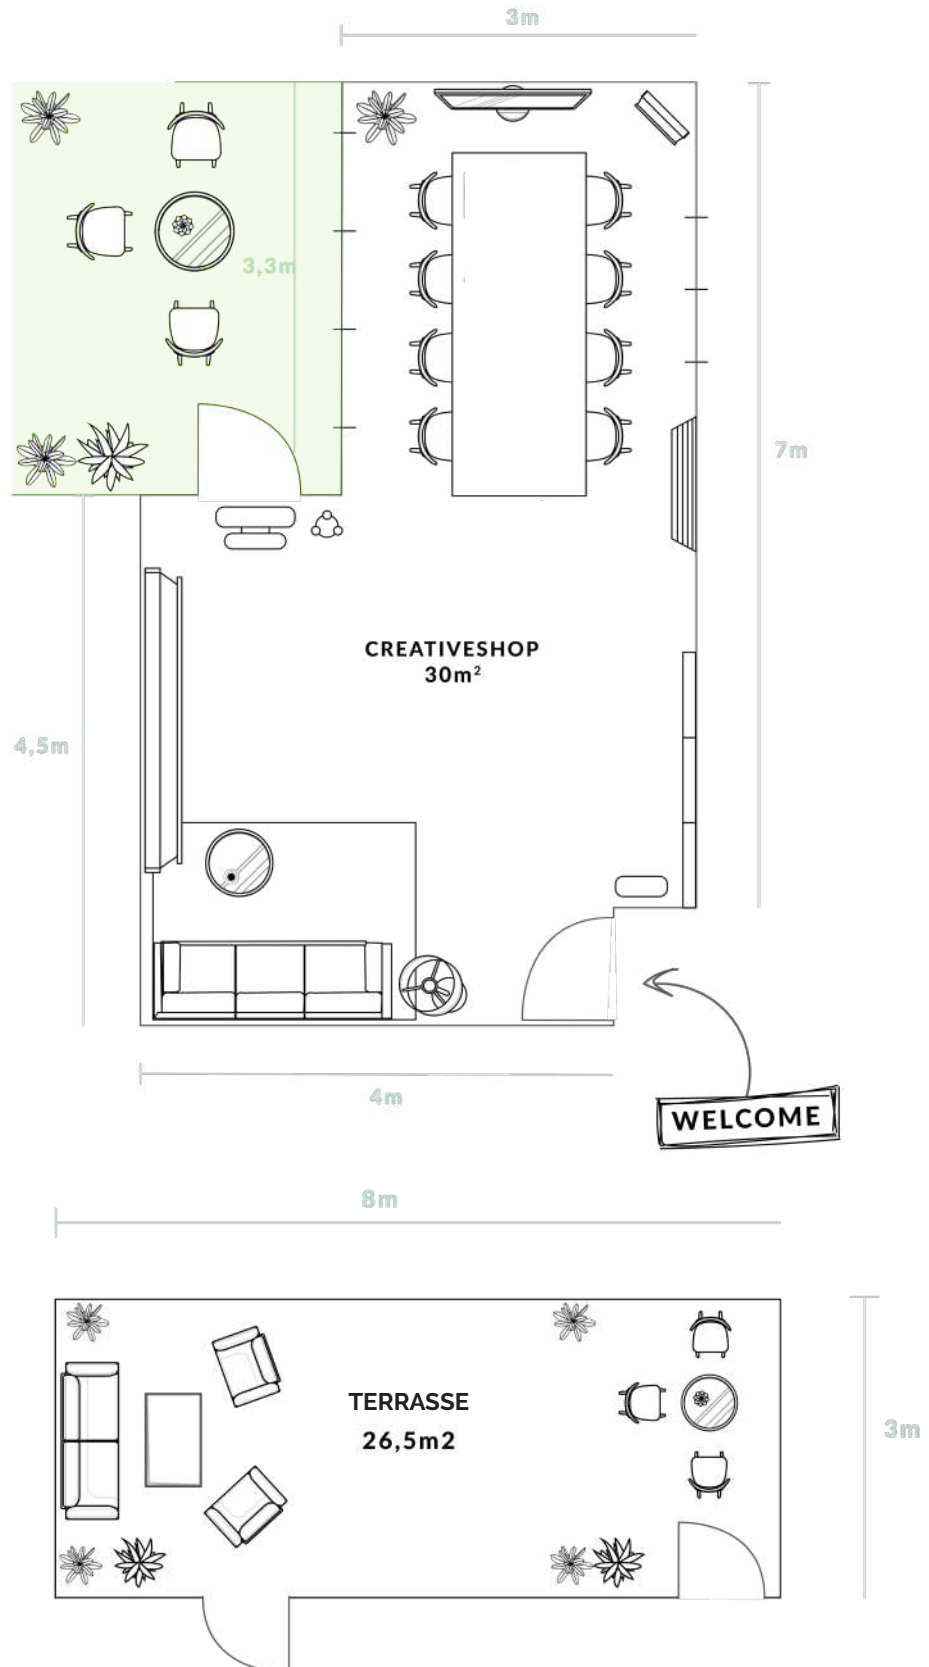 3m
3,3m
7m
CREATIVESHOP
30m²
4,5m
4m
WELCOME
8m
TERRASSE
26,5m2
3m